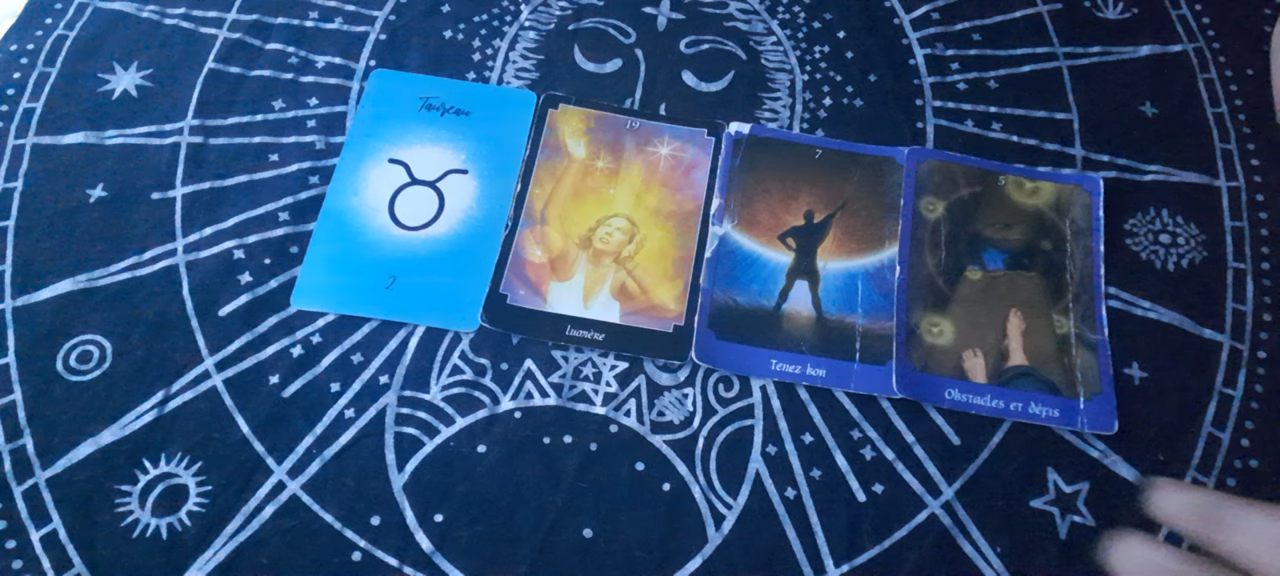 Taureau
2
19
Lumière
7
Tenez bon
5
Obstacles et défis